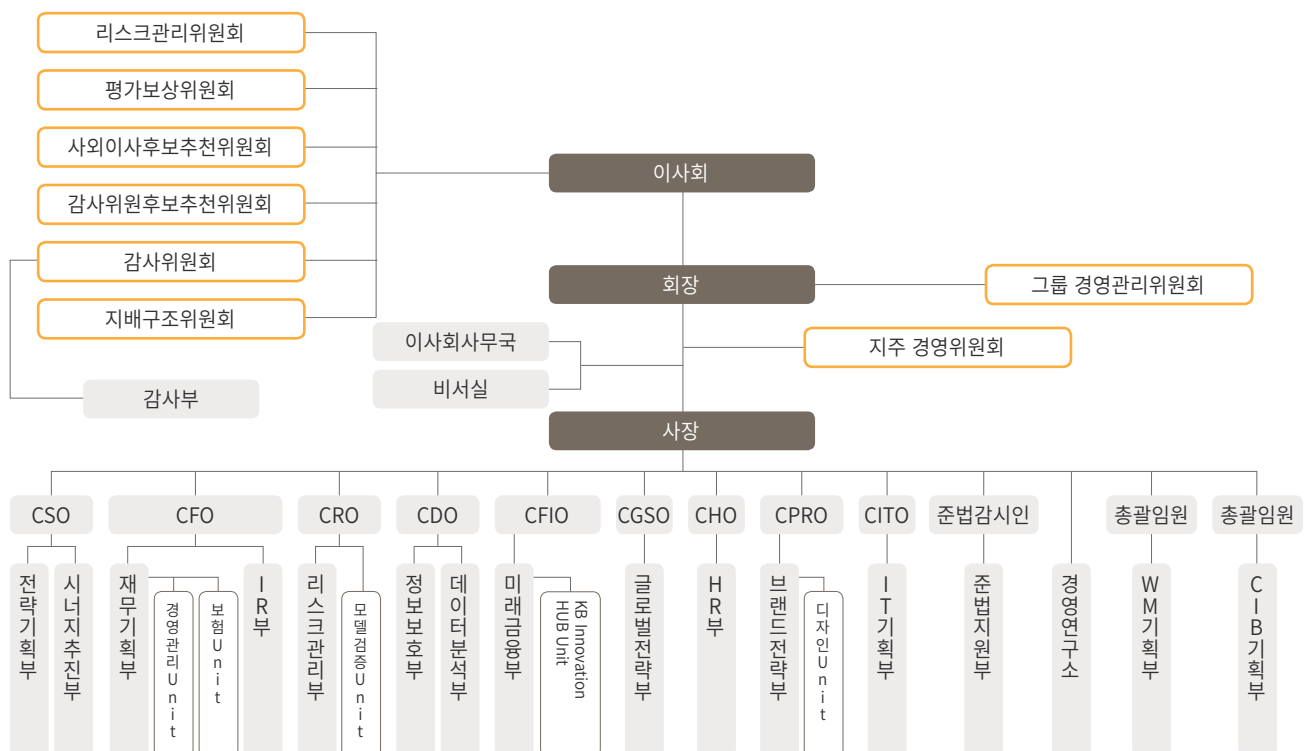 리스크관리위원회
평가보상위원회
사외이사후보추천위원회
감사위원후보추천위원회
감사위원회
지배구조위원회
감사부
이사회
회장
그룹 경영관리위원회
지주 경영위원회
이사회사무국
비서실
사장
CSO
CFO
CRO
CDO
CFIO
CGSO
CHO
CPRO
CITO
준법감시인
총괄임원
총괄임원
전략기획부
시너지추진부
재무기획부
경영관리Unit
보험Unit
IR부
리스크관리부
모델검증Unit
정보보호부
데이터분석부
미래금융부
KB Innovation
HUB Unit
글로벌전략부
HR부
브랜드전략부
디자인Unit
IT기획부
준법지원부
경영연구소
WM기획부
CIB기획부